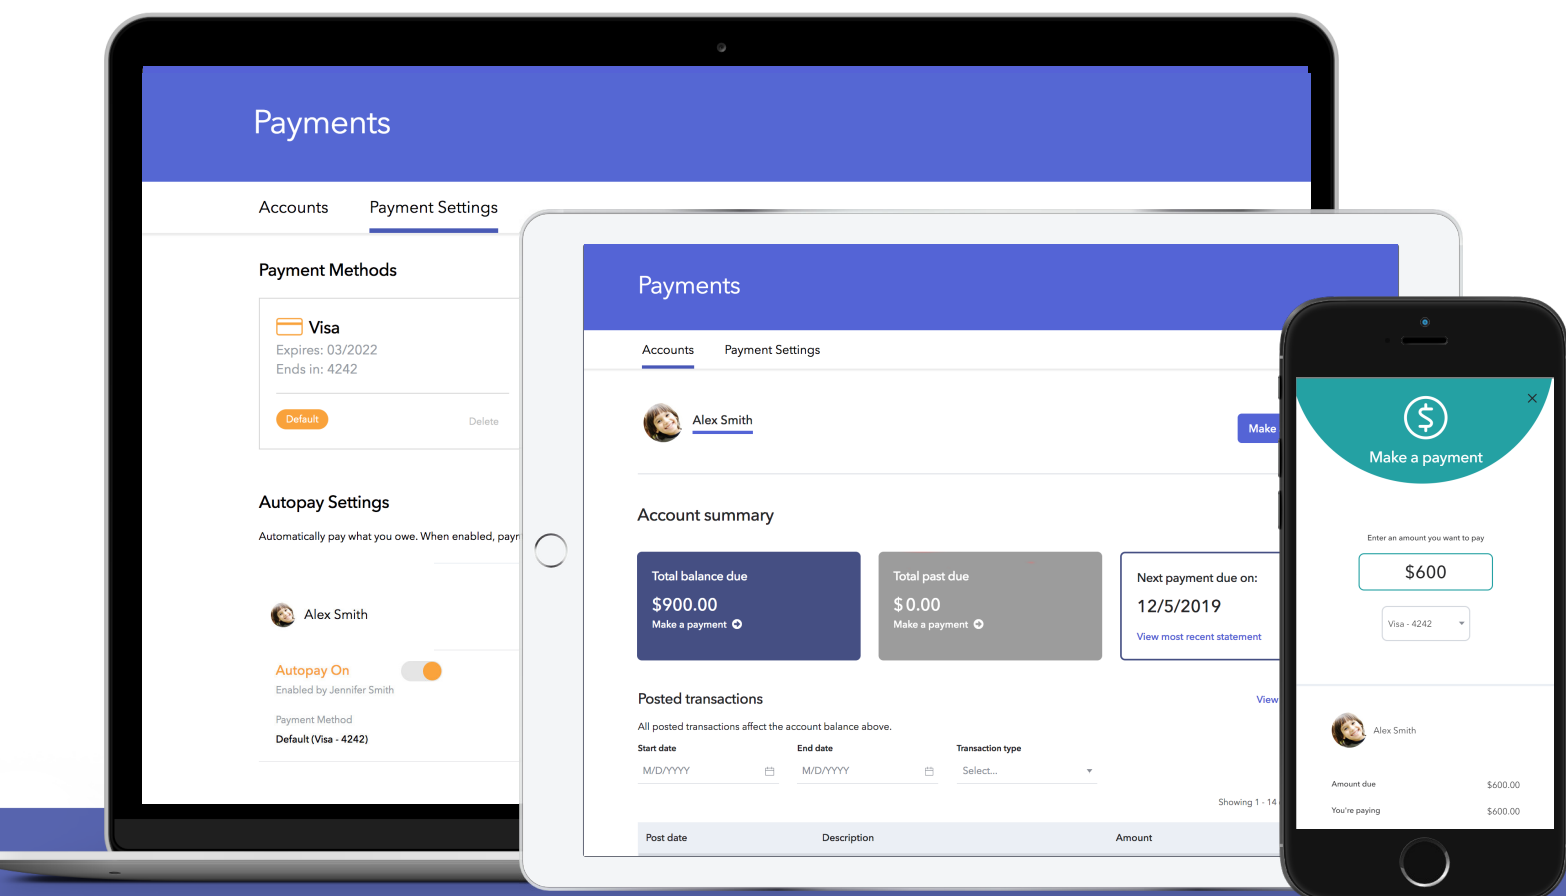 Payments
Accounts
Payment Settings
Payment Methods
Visa
Expires: 03/2022
Ends in: 4242
Default
Delete
Autopay Settings
Automatically pay what you owe. When enabled,
Alex Smith
Autopay On
Enabled by Jennifer Smith
Payment Method
Default (Visa - 4242)
Payments
Accounts
Payment Settings
Alex Smith
Make
Account summary
Total balance due
$900.00
Make a payment
Total past due
$0.00
Make a payment
Next payment due on:
12/5/2019
View most recent statement
Posted transactions
View
All posted transactions affect the account balance above.
Start date
End date
Transaction type
M/D/YYYY
M/D/YYYY
Select...
Showing 1 - 14
Post date
Description
Amount
$
Make a payment
Enter an amount you want to pay
$600
Visa - 4242
Alex Smith
Amount due
$600.00
You're paying
$600.00